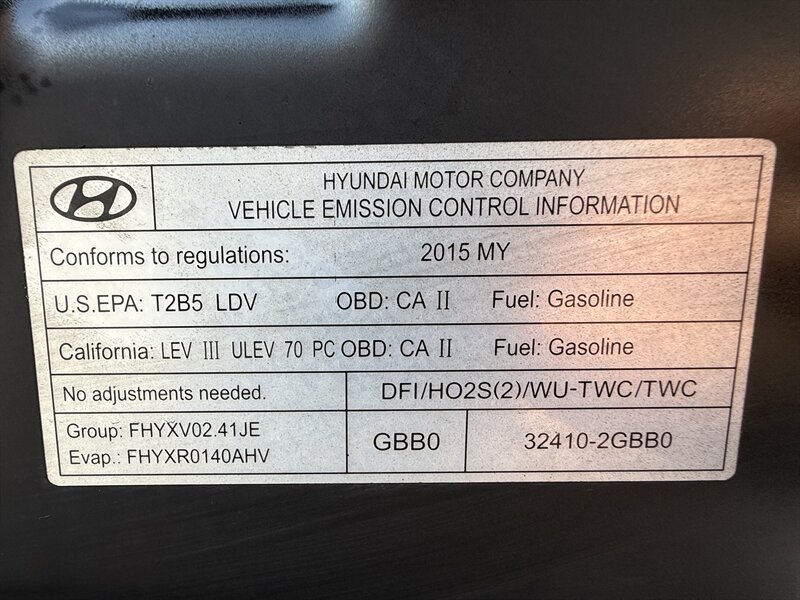 HYUNDAI MOTOR COMPANY
VEHICLE EMISSION CONTROL INFORMATION
Conforms to regulations: 2015 MY
U.S.EPA: T2B5 LDV OBD: CA II Fuel: Gasoline
California: LEV III ULEV 70 PC OBD: CA II Fuel: Gasoline
No adjustments needed. DFI/HO2S(2)/WU-TWC/TWC
Group: FHYXV02.41JE
Evap.: FHYXR0140AHV
GBB0 32410-2GBB0